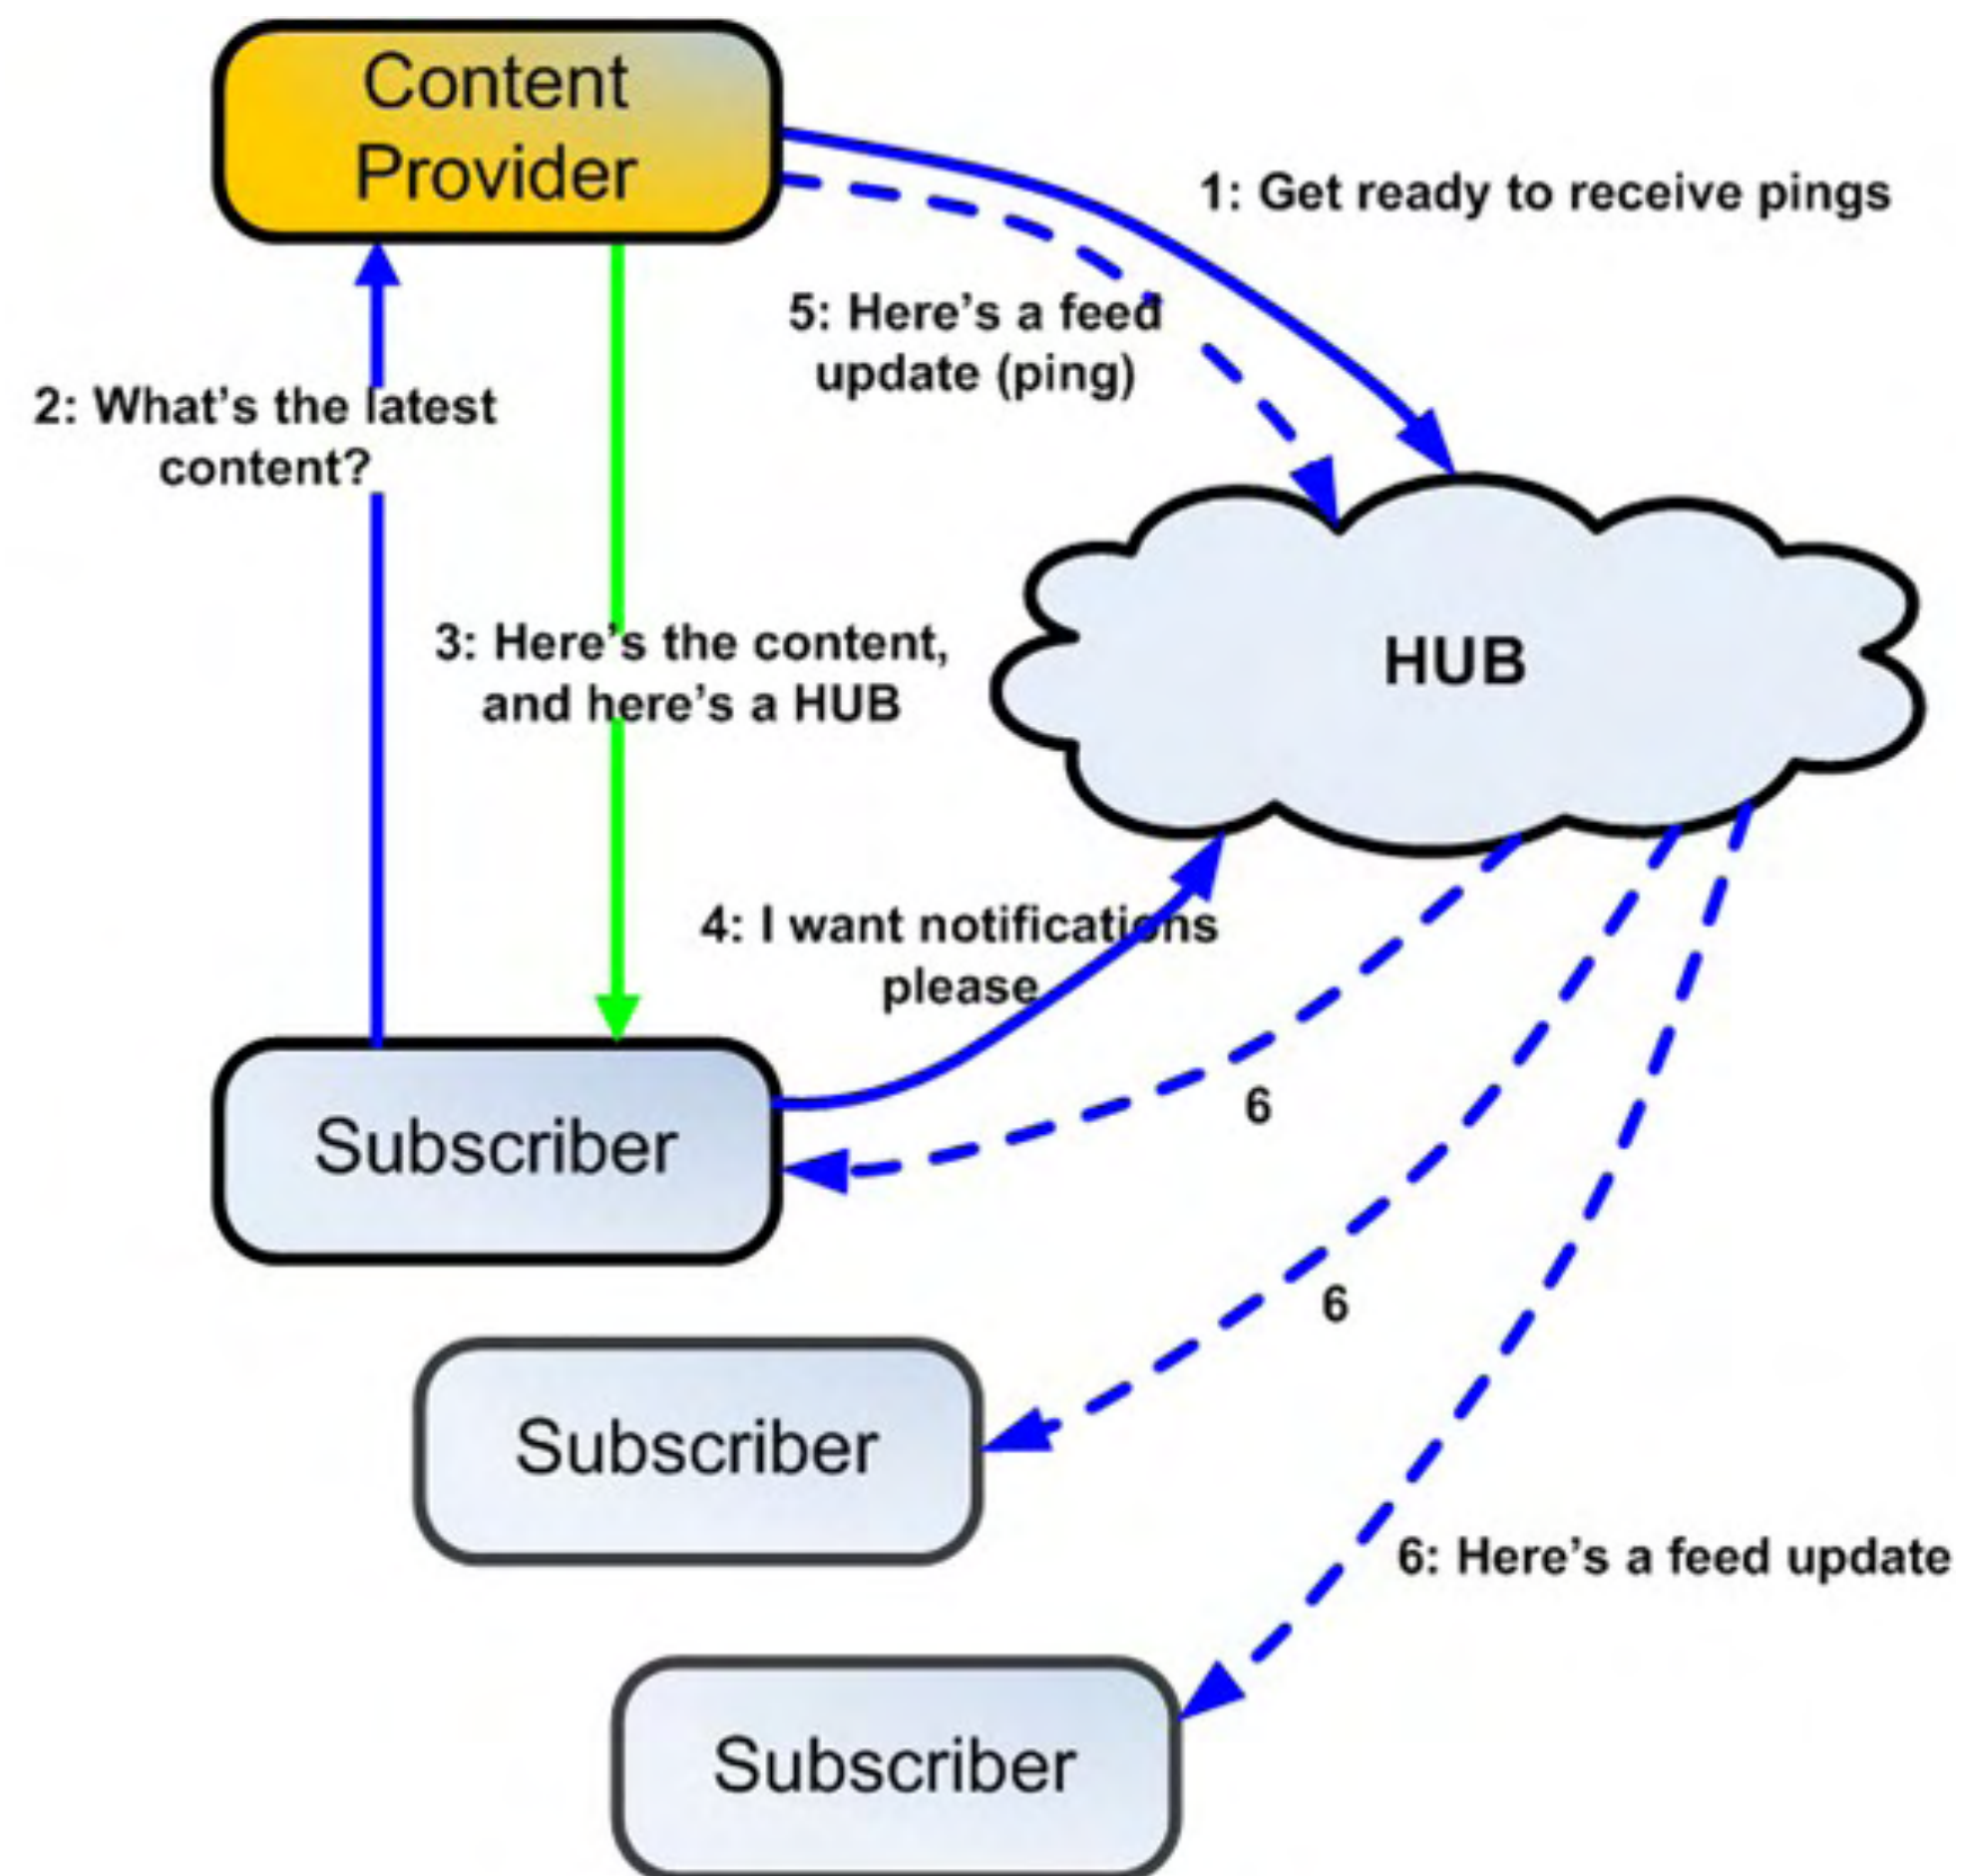 Content
Provider
1: Get ready to receive pings
5: Here's a feed
update (ping)
2: What's the latest
content?
3: Here's the content,
and here's a HUB
HUB
4: I want notifications
please
Subscriber
6
6
Subscriber
6: Here's a feed update
Subscriber